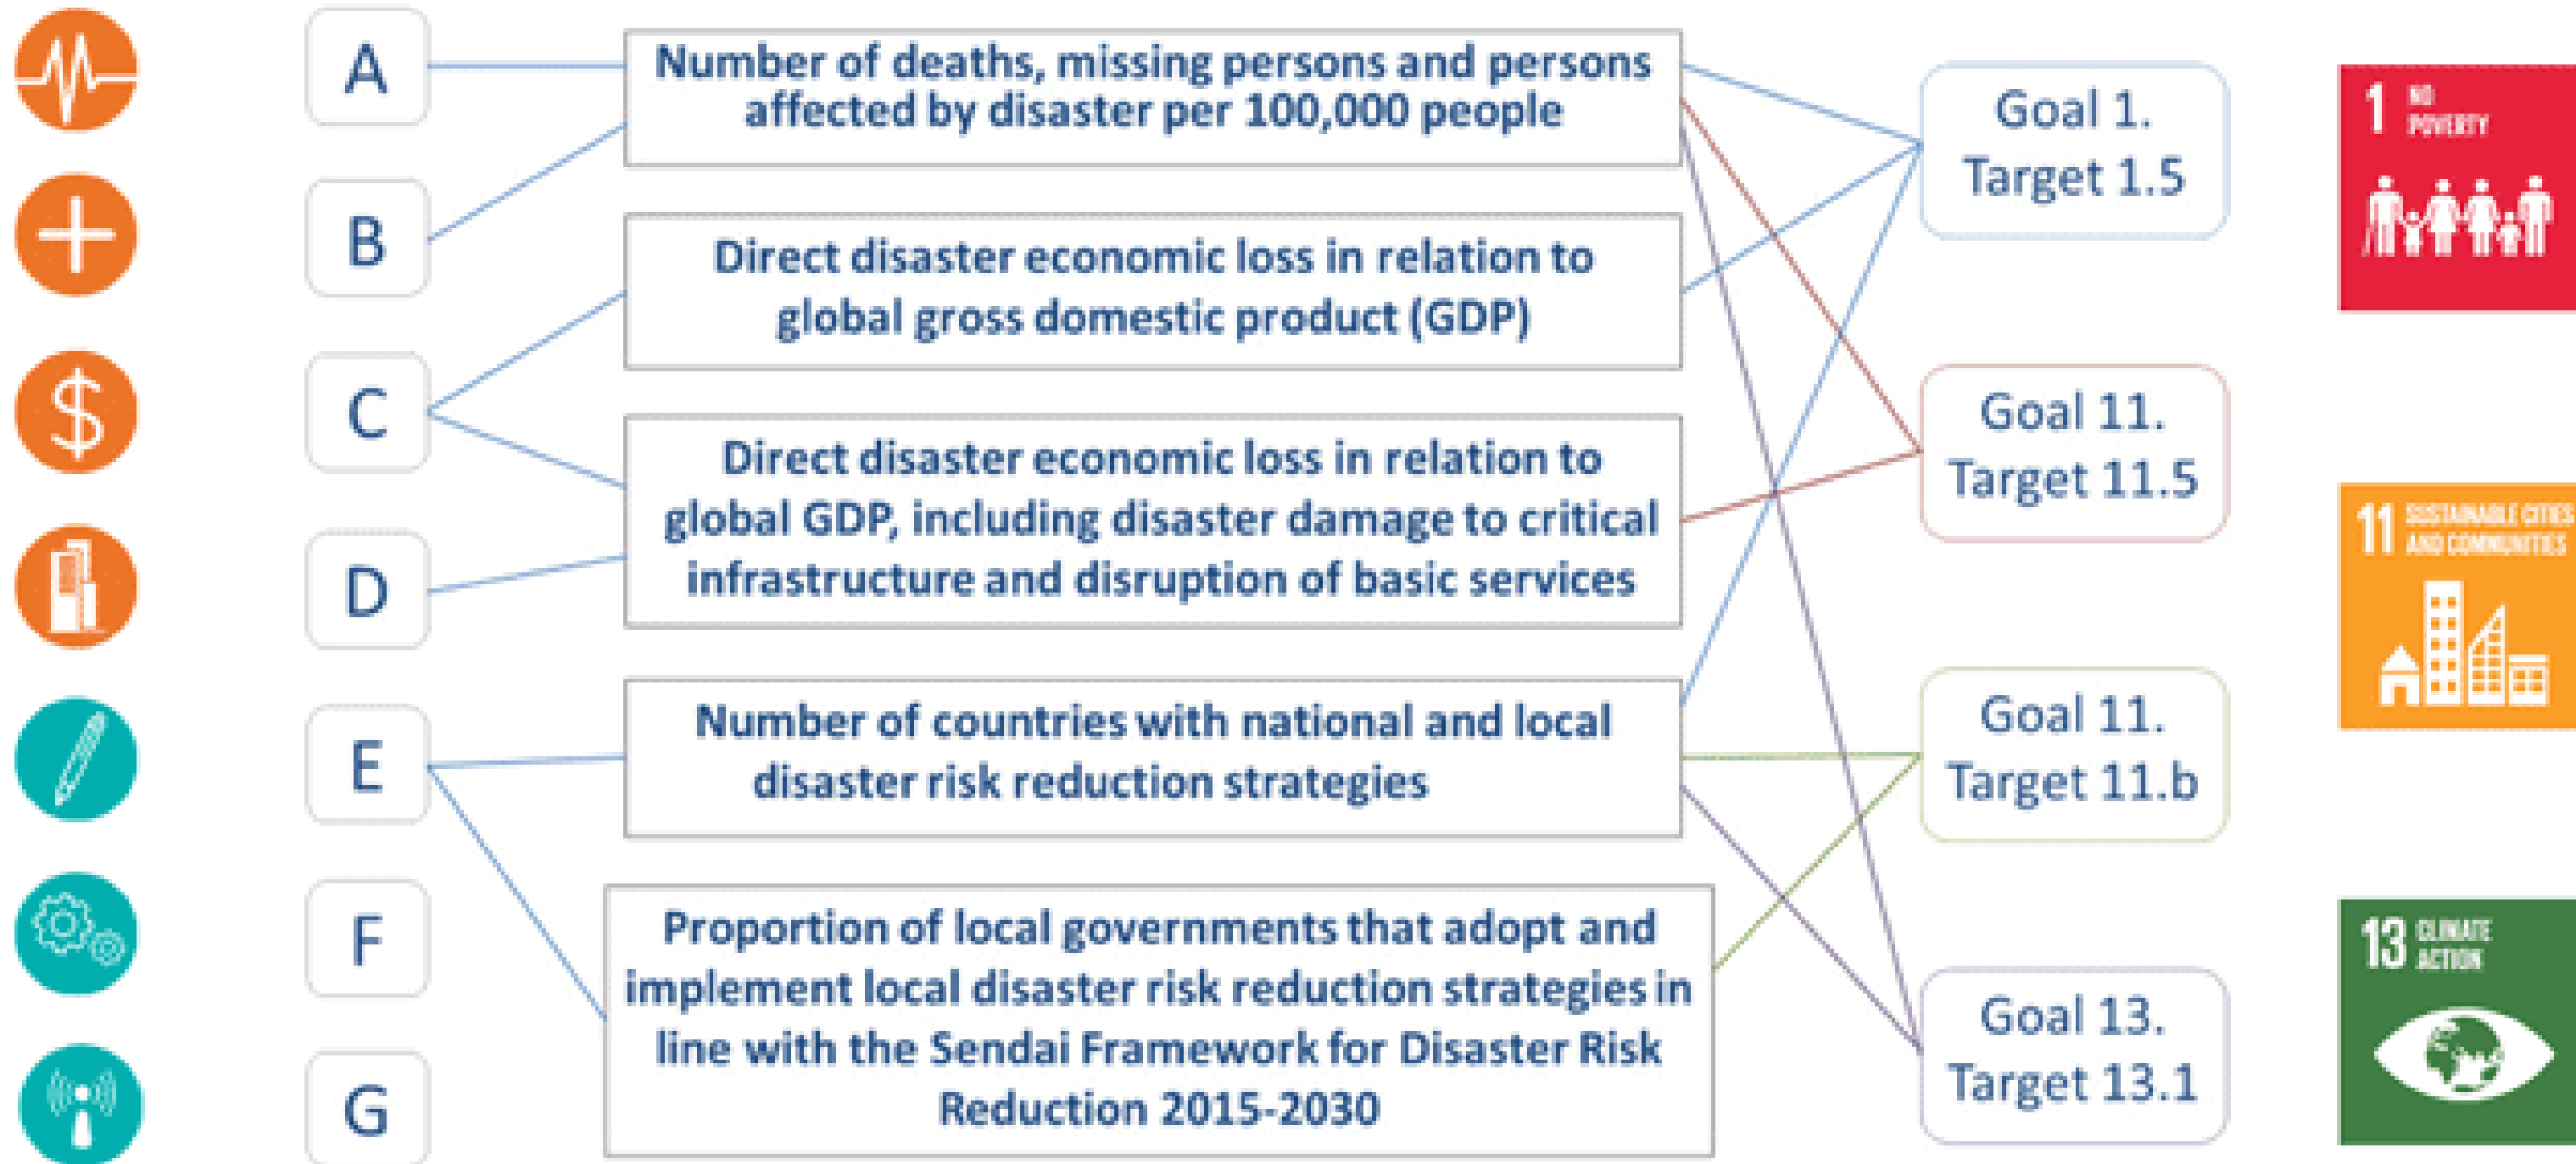 A
B
C
D
E
F
G
Number of deaths, missing persons and persons
affected by disaster per 100,000 people
Direct disaster economic loss in relation to
global gross domestic product (GDP)
Direct disaster economic loss in relation to
global GDP, including disaster damage to critical
infrastructure and disruption of basic services
Number of countries with national and local
disaster risk reduction strategies
Proportion of local governments that adopt and
implement local disaster risk reduction strategies in
line with the Sendai Framework for Disaster Risk
Reduction 2015-2030
Goal 1.
Target 1.5
Goal 11.
Target 11.5
Goal 11.
Target 11.b
Goal 13.
Target 13.1
1 NO
POVERTY
11 SUSTAINABLE CITIES
AND COMMUNITIES
13 CLIMATE
ACTION